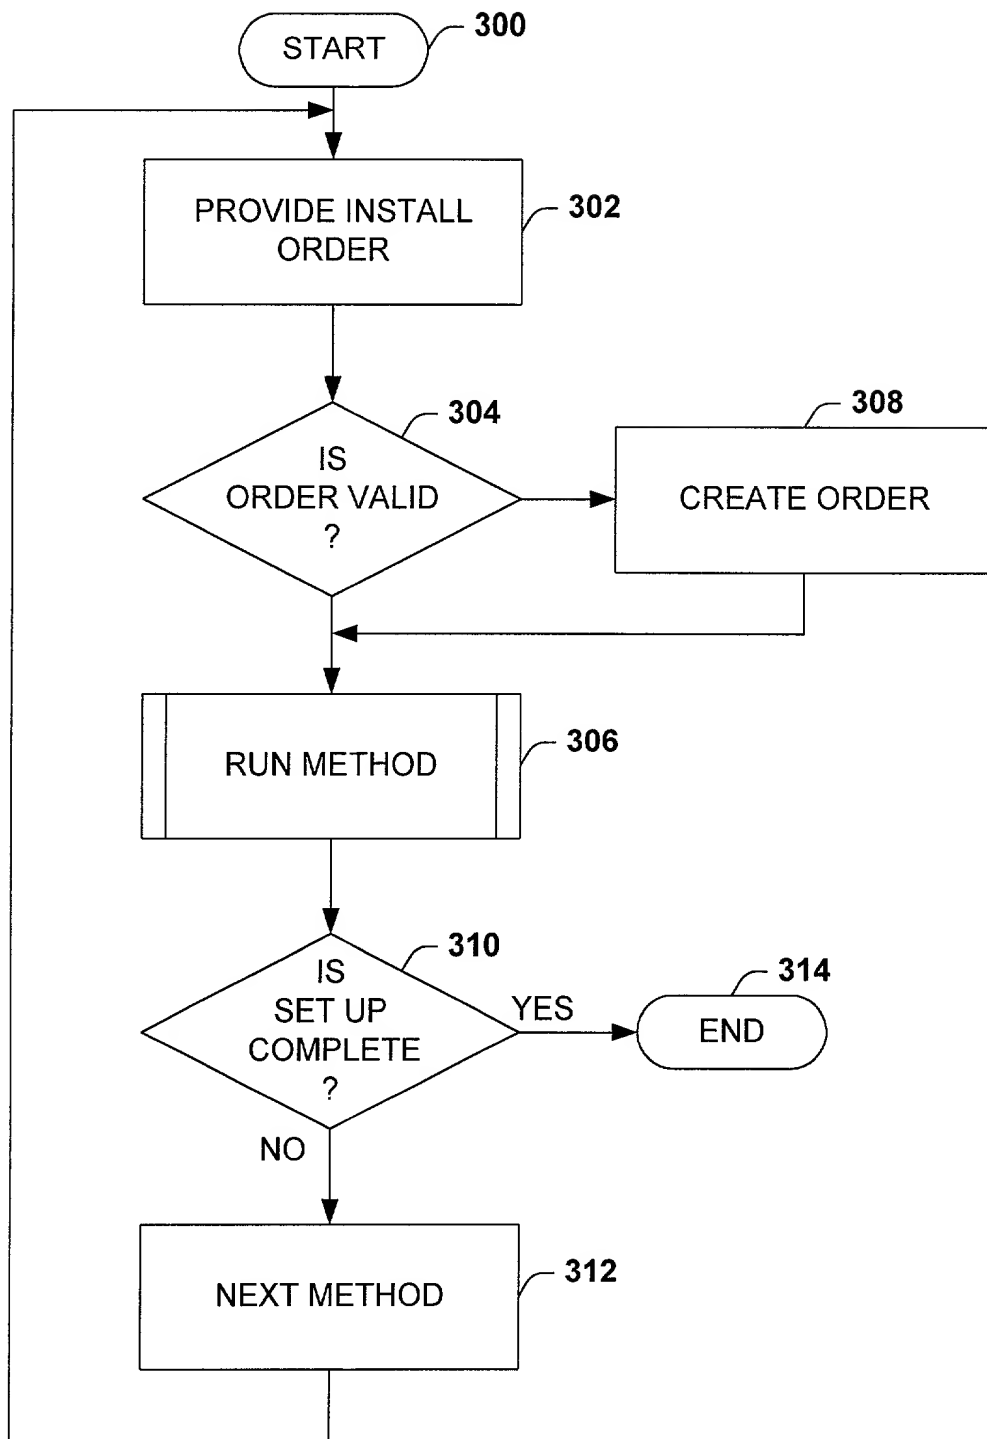 START
300
PROVIDE INSTALL
ORDER
302
304
IS
ORDER VALID
?
308
CREATE ORDER
RUN METHOD
306
310
IS
SET UP
COMPLETE
?
YES
314
END
NO
NEXT METHOD
312